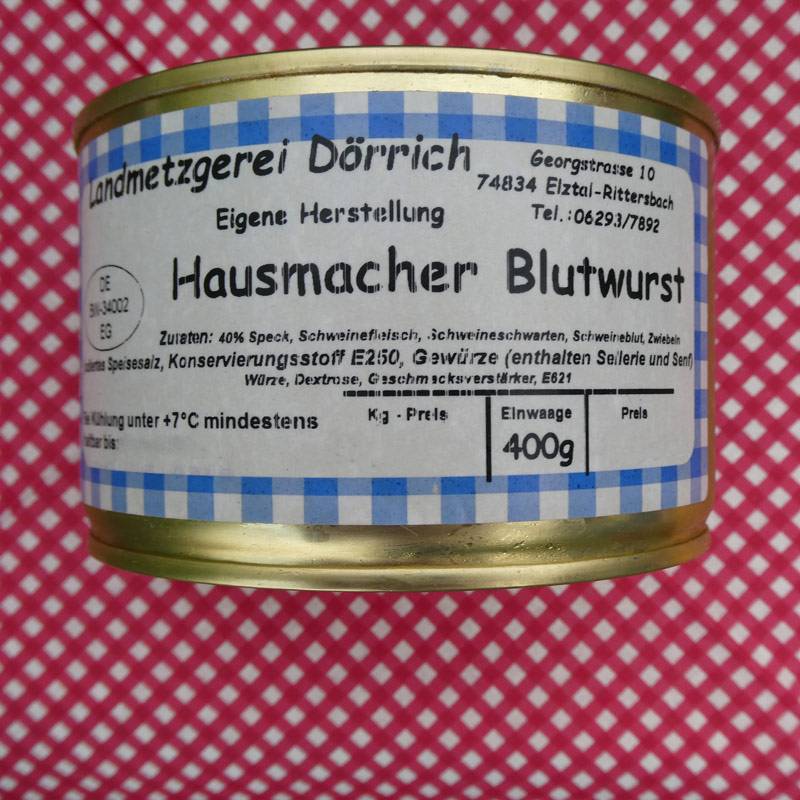 Landmetzgerei Dörrich
Georgstrasse 10
74834 Elztal-Rittersbach
Tel.:06293/7892
Eigene Herstellung
Hausmacher Blutwurst
DE
BW-34002
EG
Zutaten: 40% Speck, Schweinefleisch, Schweineschwarten, Schweineblut, Zwiebeln
Speisesalz, Konservierungsstoff E250, Gewürze (enthalten Sellerie und Senf)
Würze, Dextrose, Geschmacksverstärker, E621
Kühlung unter +7°C mindestens
bis:
Kg - Preis
Einwaage
400g
Preis